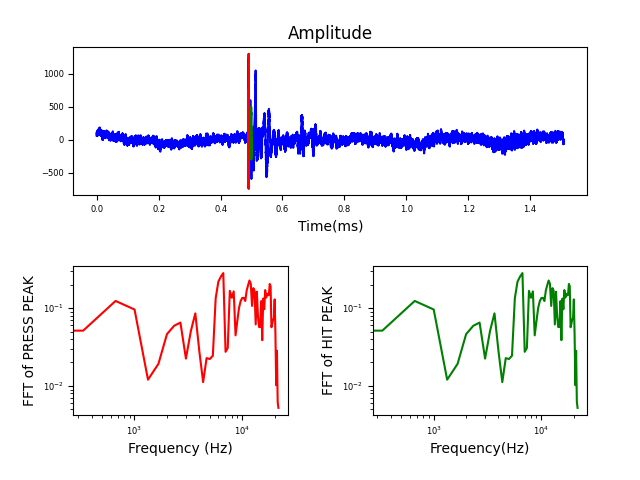 Amplitude
1000
500
0
−500
0.0 0.2 0.4 0.6 0.8 1.0 1.2 1.4
Time(ms)
FFT of PRESS PEAK
10⁻¹
10⁻²
10³ 10⁴
Frequency (Hz)
FFT of HIT PEAK
10⁻¹
10⁻²
10³ 10⁴
Frequency(Hz)